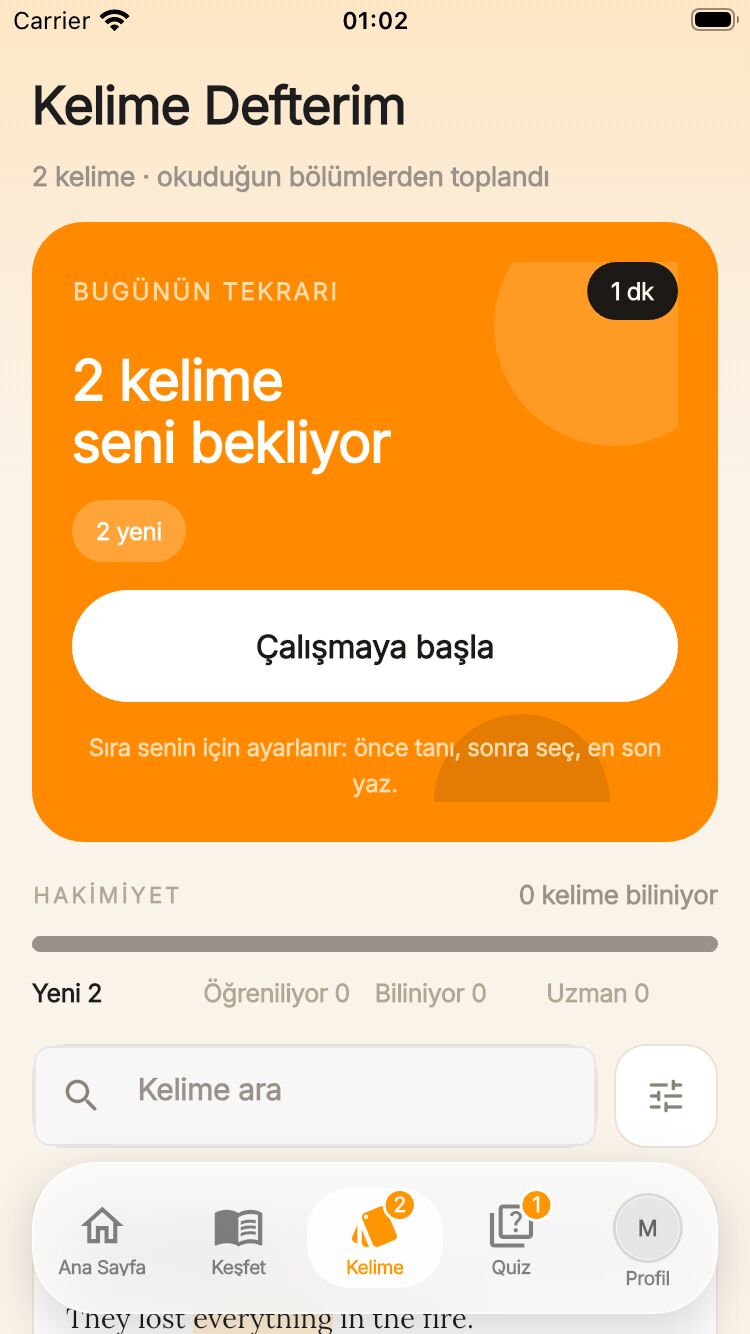 Carrier 01:02
Kelime Defterim
2 kelime · okuduğun bölümlerden toplandı
BUGÜNÜN TEKRARI 1 dk
2 kelime
seni bekliyor
2 yeni
Çalışmaya başla
Sıra senin için ayarlanır: önce tanı, sonra seç, en son
yaz.
HAKİMİYET 0 kelime biliniyor
Yeni 2 Öğreniliyor 0 Biliniyor 0 Uzman 0
Kelime ara
2 1 M
Ana Sayfa Keşfet Kelime Quiz Profil
They lost everything in the fire.